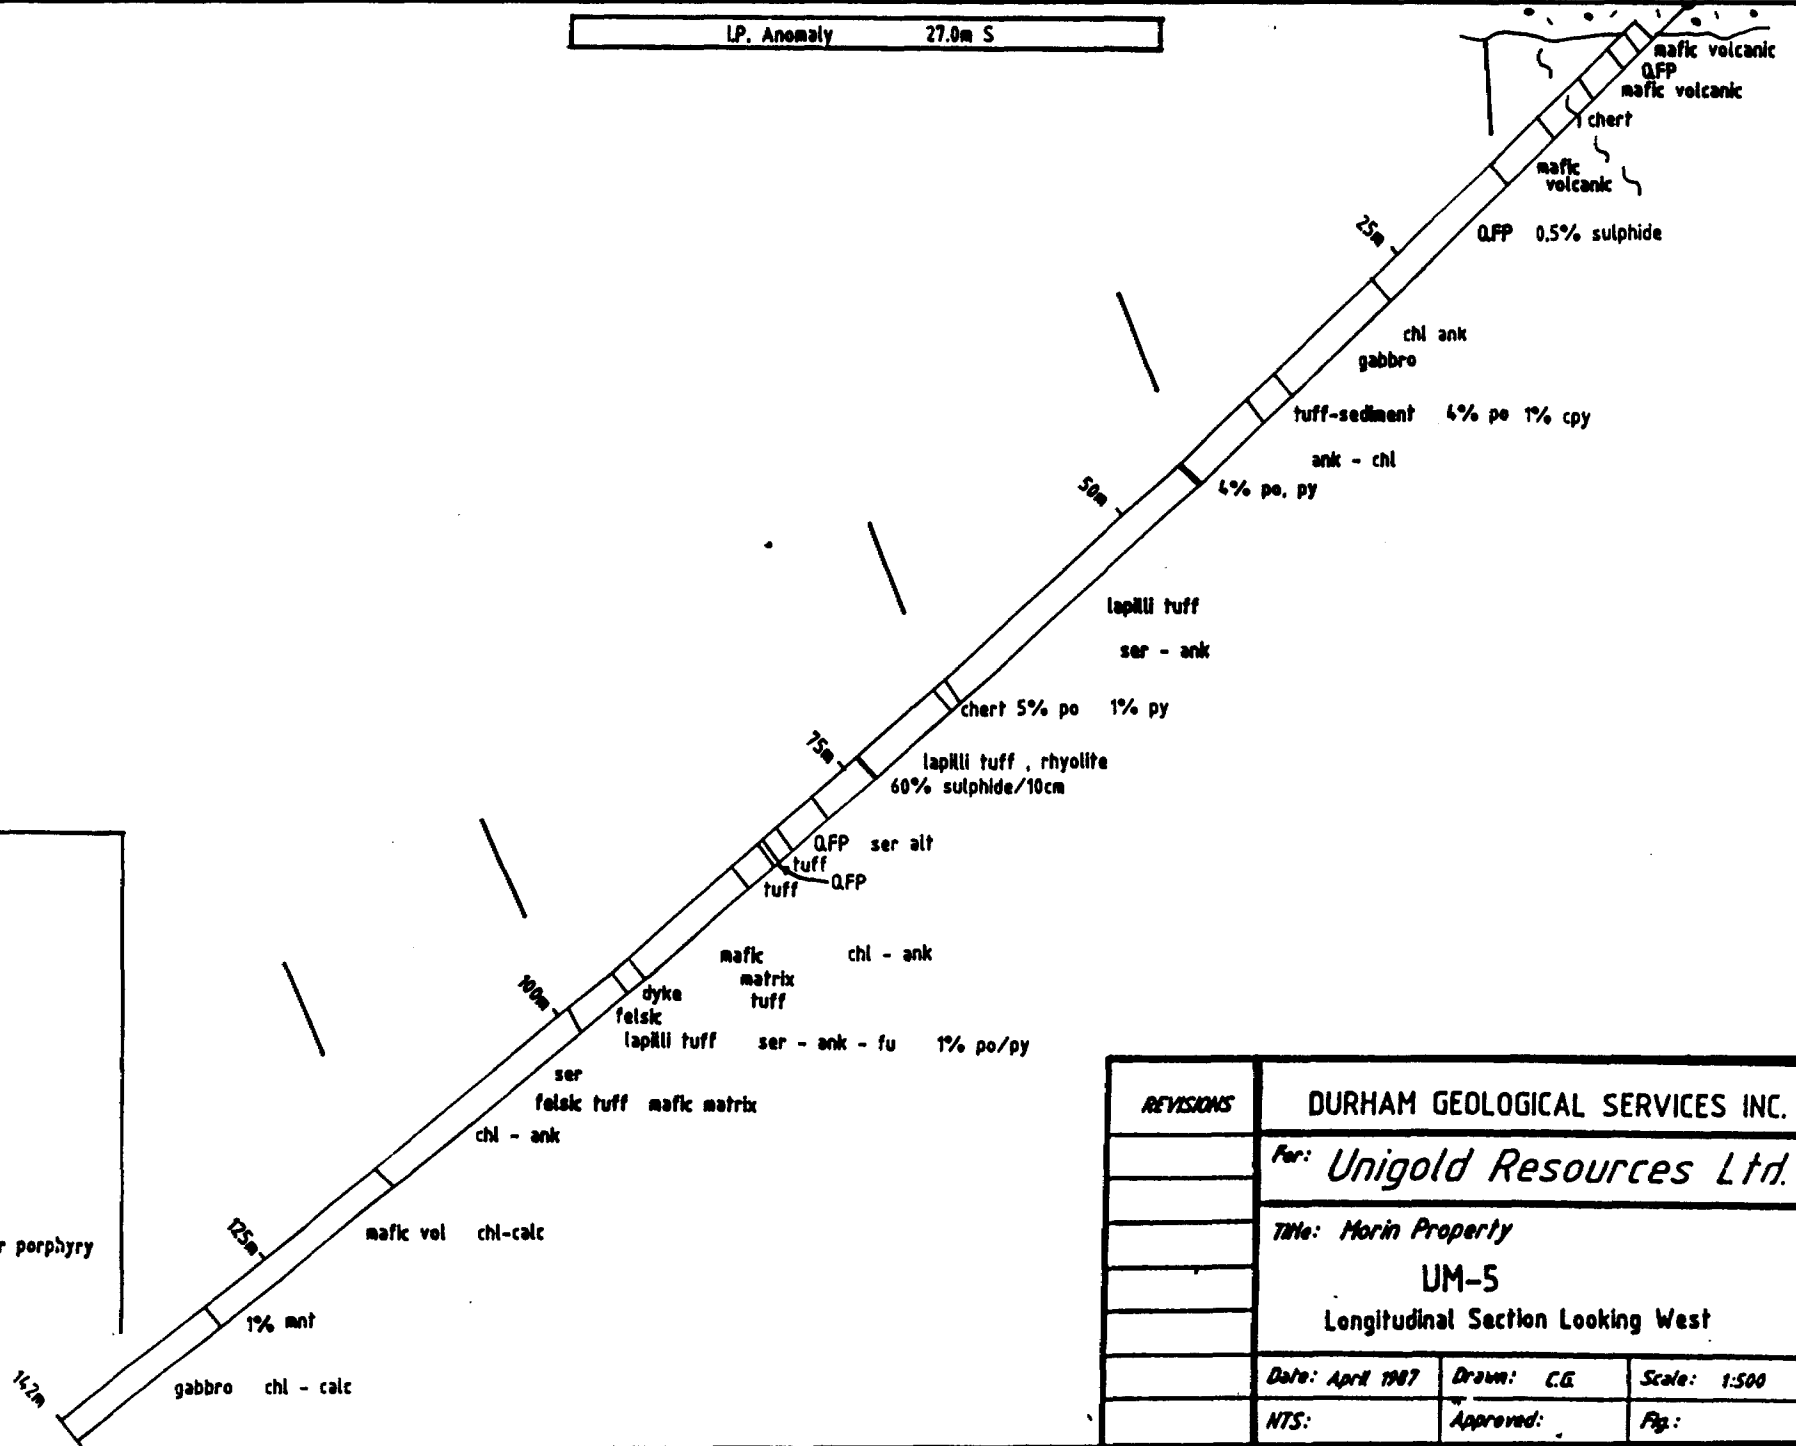 I.P. Anomaly 27.0m S
mafic volcanic
QFP
mafic volcanic
chert
mafic
volcanic
25m
QFP 0.5% sulphide
chl ank
gabbro
tuff-sediment 4% po 1% cpy
ank - chl
50m
4% po, py
lapilli tuff
ser - ank
chert 5% po 1% py
75m
lapilli tuff , rhyolite
60% sulphide/10cm
QFP ser alt
tuff
QFP
tuff
mafic chl - ank
matrix
tuff
100m
dyke
felsic
lapilli tuff ser - ank - fu 1% po/py
ser
felsic tuff mafic matrix
chl - ank
125m
mafic vol chl-calc
r porphyry
1% mnt
142m
gabbro chl - calc
REVISIONS
DURHAM GEOLOGICAL SERVICES INC.
For: Unigold Resources Ltd.
Title: Morin Property
UM-5
Longitudinal Section Looking West
Date: April 1987 Drawn: C.G. Scale: 1:500
NTS: Approved: Fig.: